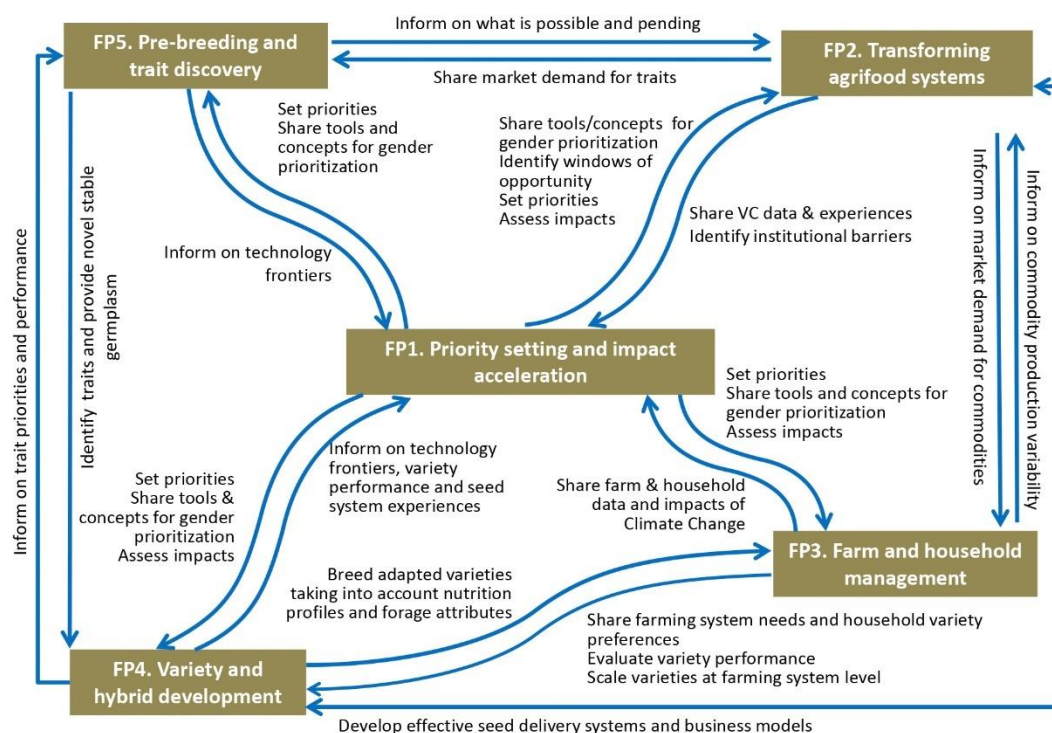 Inform on what is possible and pending
FP5. Pre-breeding and
trait discovery
FP2. Transforming
agrifood systems
Share market demand for traits
Set priorities
Share tools and
concepts for gender
prioritization
Share tools/concepts for
gender prioritization
Identify windows of
opportunity
Set priorities
Assess impacts
Share VC data & experiences
Identify institutional barriers
Inform on technology
frontiers
Inform on trait priorities and performance
Identify traits and provide novel stable
germplasm
Inform on market demand for commodities
Inform on commodity production variability
FP1. Priority setting and impact
acceleration
Set priorities
Share tools and concepts for
gender prioritization
Assess impacts
Inform on technology
frontiers, variety
performance and seed
system experiences
Set priorities
Share tools &
concepts for gender
prioritization
Assess impacts
Share farm & household
data and impacts of
Climate Change
FP3. Farm and household
management
Breed adapted varieties
taking into account nutrition
profiles and forage attributes
Share farming system needs and household variety
preferences
Evaluate variety performance
Scale varieties at farming system level
FP4. Variety and
hybrid development
Develop effective seed delivery systems and business models